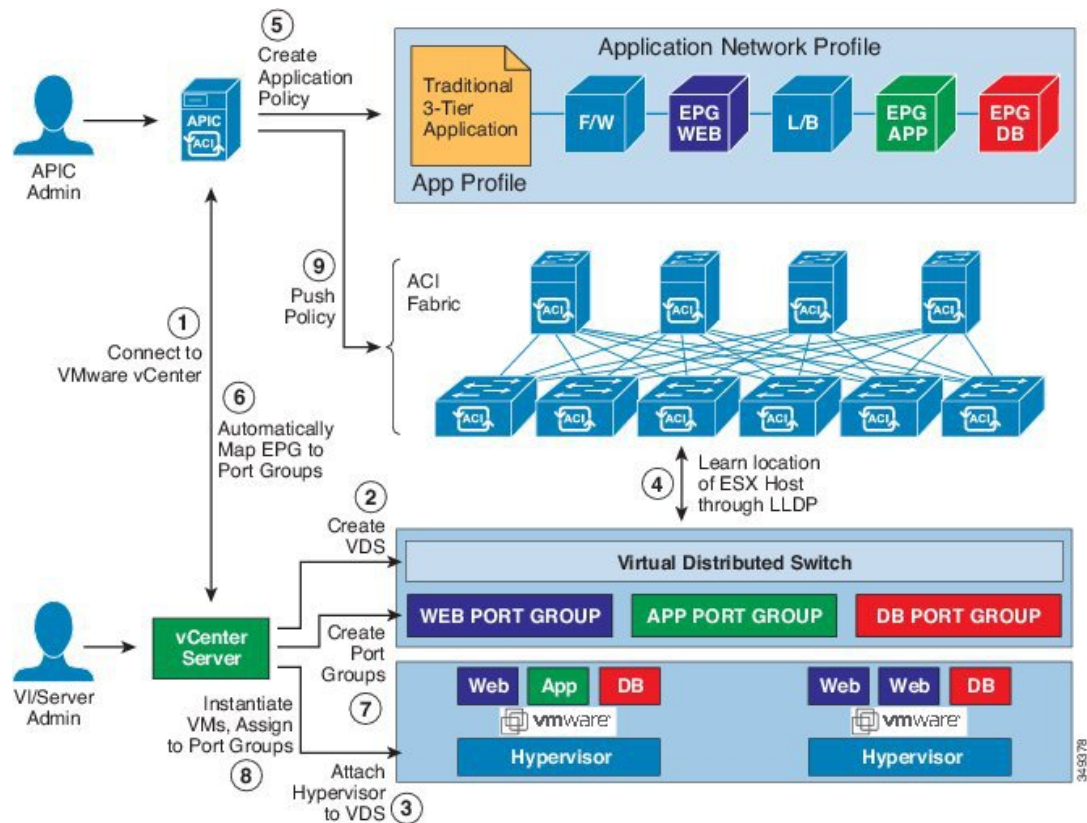 5
Create
Application
Policy
Application Network Profile
Traditional
3-Tier
Application
F/W
EPG
WEB
L/B
EPG
APP
EPG
DB
App Profile
APIC
ACI
APIC
Admin
9
Push
Policy
ACI
Fabric
ACI
ACI
ACI
ACI
ACI
ACI
ACI
ACI
ACI
ACI
1
Connect to
VMware vCenter
6
Automatically
Map EPG to
Port Groups
4
Learn location
of ESX Host
through LLDP
2
Create
VDS
Virtual Distributed Switch
WEB PORT GROUP
APP PORT GROUP
DB PORT GROUP
vCenter
Server
VI/Server
Admin
Create
Port
Groups
7
Instantiate
VMs, Assign
to Port Groups
8
Attach
Hypervisor
to VDS
3
Web
App
DB
vmware
Hypervisor
Web
Web
DB
vmware
Hypervisor
349378